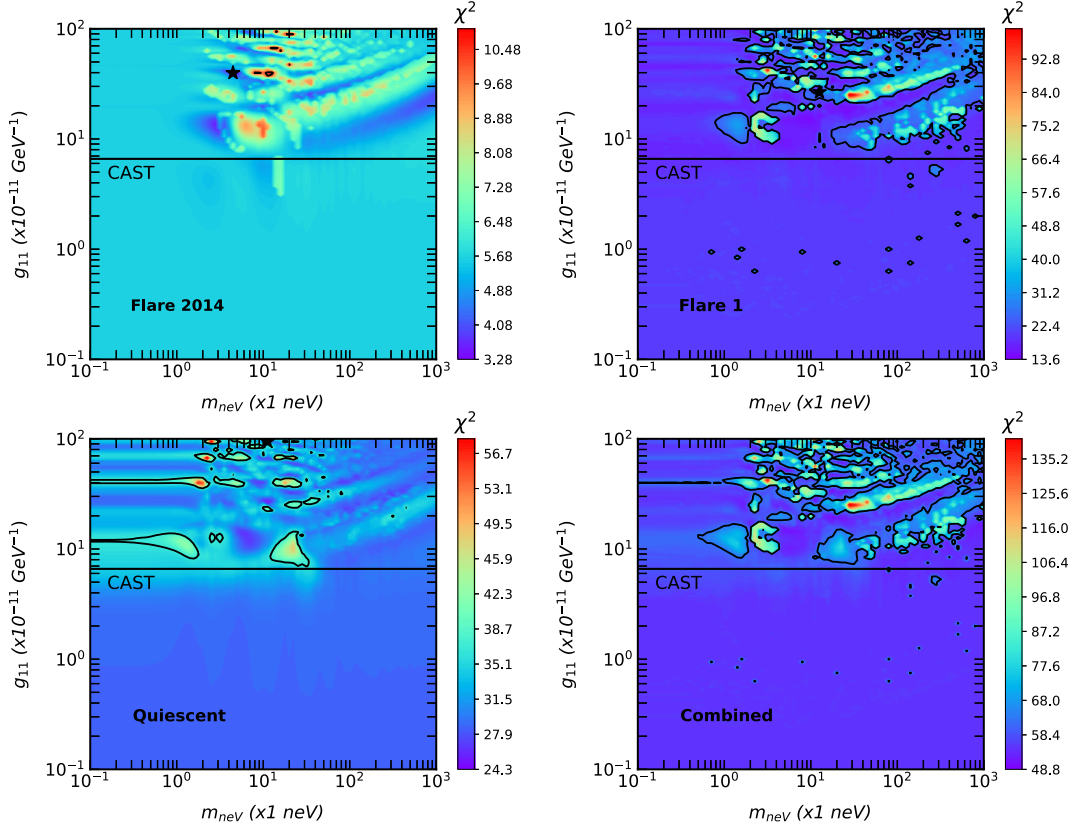 χ²
10²
10¹
10⁰
10⁻¹
g₁₁ (x10⁻¹¹ GeV⁻¹)
CAST
Flare 2014
10⁻¹ 10⁰ 10¹ 10² 10³
m_neV (x1 neV)
10.48
9.68
8.88
8.08
7.28
6.48
5.68
4.88
4.08
3.28
χ²
10²
10¹
10⁰
10⁻¹
g₁₁ (x10⁻¹¹ GeV⁻¹)
CAST
Flare 1
10⁻¹ 10⁰ 10¹ 10² 10³
m_neV (x1 neV)
92.8
84.0
75.2
66.4
57.6
48.8
40.0
31.2
22.4
13.6
χ²
10²
10¹
10⁰
10⁻¹
g₁₁ (x10⁻¹¹ GeV⁻¹)
CAST
Quiescent
10⁻¹ 10⁰ 10¹ 10² 10³
m_neV (x1 neV)
56.7
53.1
49.5
45.9
42.3
38.7
35.1
31.5
27.9
24.3
χ²
10²
10¹
10⁰
10⁻¹
g₁₁ (x10⁻¹¹ GeV⁻¹)
CAST
Combined
10⁻¹ 10⁰ 10¹ 10² 10³
m_neV (x1 neV)
135.2
125.6
116.0
106.4
96.8
87.2
77.6
68.0
58.4
48.8